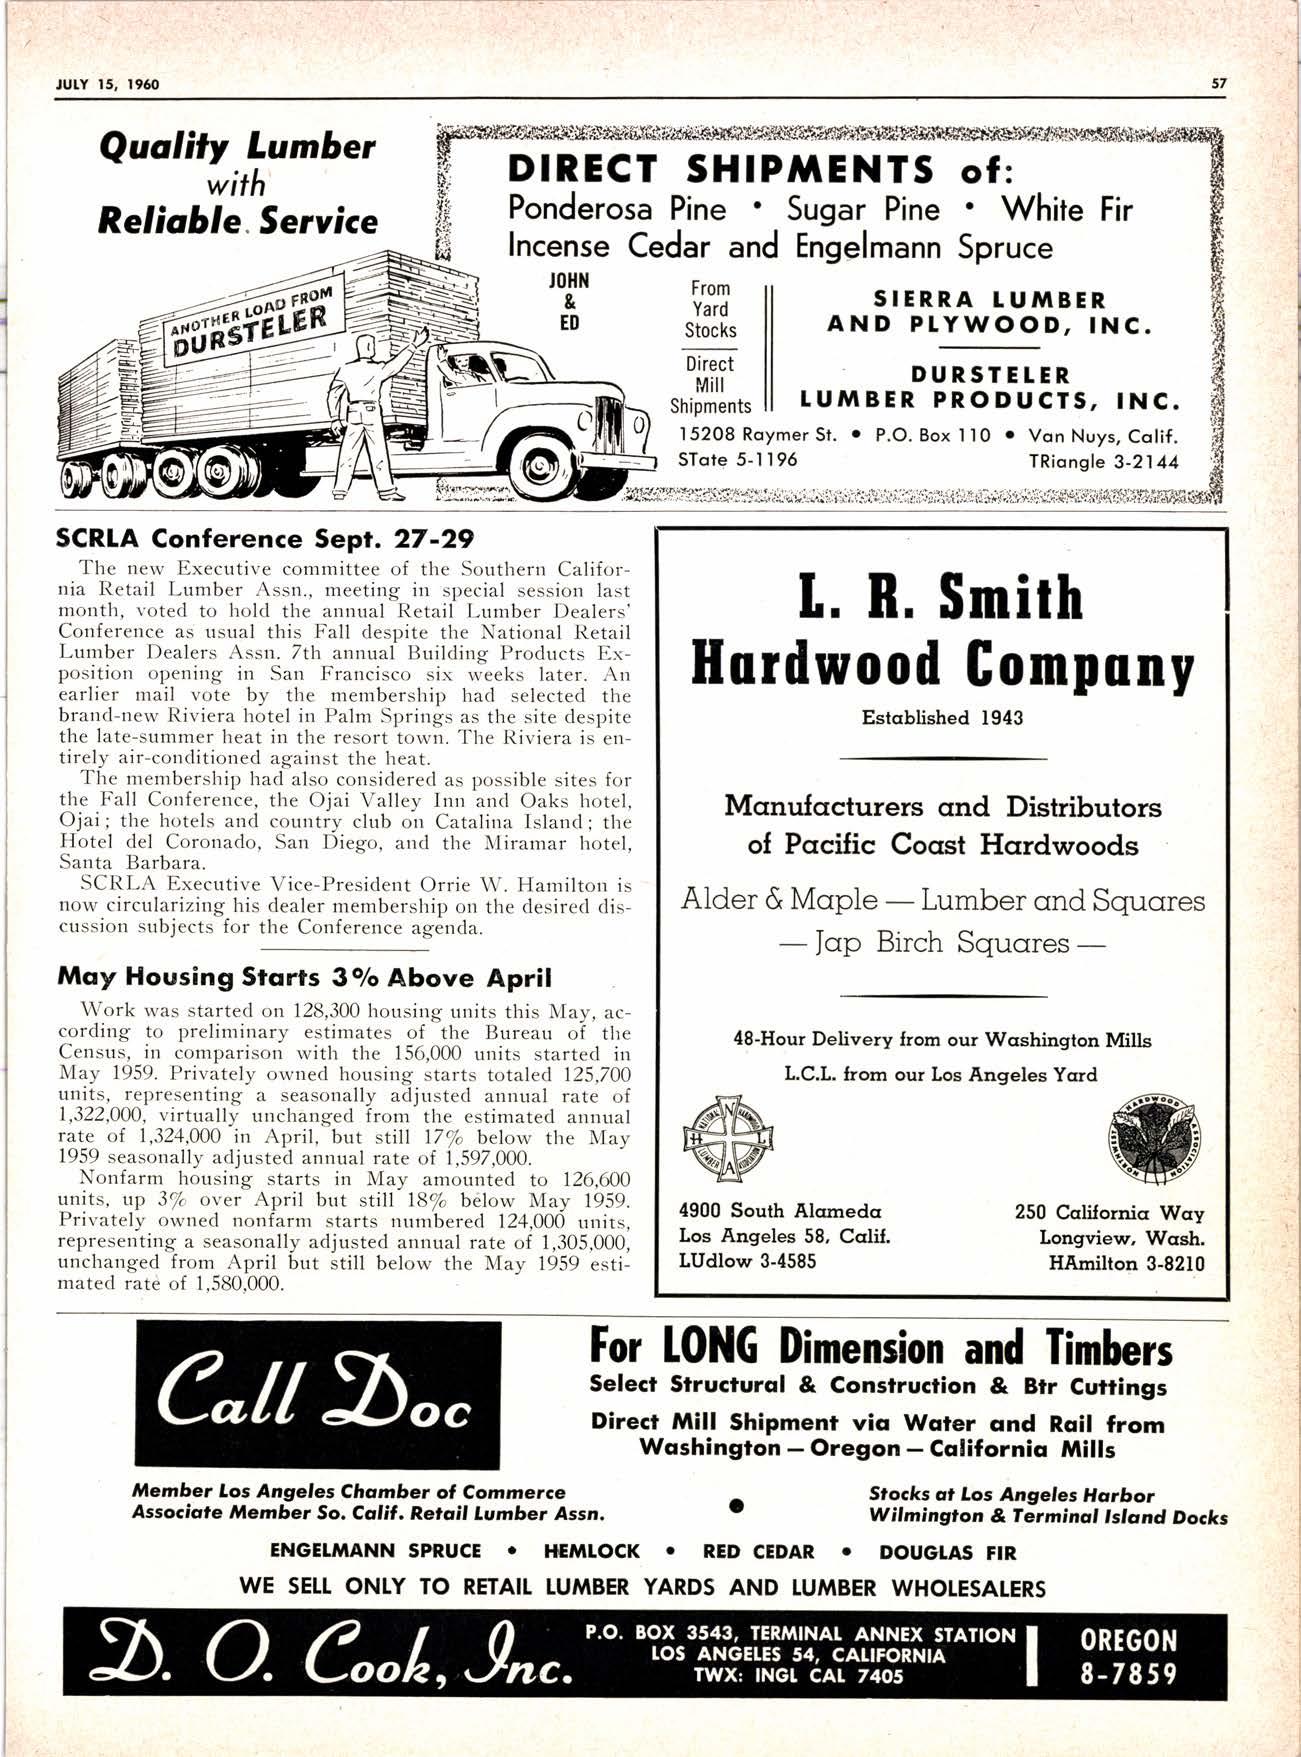 JULY 15, 1960
57
Quality Lumber
with
Reliable Service
ANOTHER LOAD FROM
DURSTELER
DIRECT SHIPMENTS of:
Ponderosa Pine • Sugar Pine • White Fir
Incense Cedar and Engelmann Spruce
JOHN
&
ED
From
Yard
Stocks
Direct
Mill
Shipments
SIERRA LUMBER
AND PLYWOOD, INC.
DURSTELER
LUMBER PRODUCTS, INC.
15208 Raymer St. • P.O. Box 110 • Van Nuys, Calif.
STate 5-1196
TRiangle 3-2144
SCRLA Conference Sept. 27-29
The new Executive committee of the Southern Califor-
nia Retail Lumber Assn., meeting in special session last
month, voted to hold the annual Retail Lumber Dealers'
Conference as usual this Fall despite the National Retail
Lumber Dealers Assn. 7th annual Building Products Ex-
position opening in San Francisco six weeks later. An
earlier mail vote by the membership had selected the
brand-new Riviera hotel in Palm Springs as the site despite
the late-summer heat in the resort town. The Riviera is en-
tirely air-conditioned against the heat.
The membership had also considered as possible sites for
the Fall Conference, the Ojai Valley Inn and Oaks hotel,
Ojai; the hotels and country club on Catalina Island; the
Hotel del Coronado, San Diego, and the Miramar hotel,
Santa Barbara.
SCRLA Executive Vice-President Orrie W. Hamilton is
now circularizing his dealer membership on the desired dis-
cussion subjects for the Conference agenda.
May Housing Starts 3% Above April
Work was started on 128,300 housing units this May, ac-
cording to preliminary estimates of the Bureau of the
Census, in comparison with the 156,000 units started in
May 1959. Privately owned housing starts totaled 125,700
units, representing a seasonally adjusted annual rate of
1,322,000, virtually unchanged from the estimated annual
rate of 1,324,000 in April, but still 17% below the May
1959 seasonally adjusted annual rate of 1,597,000.
Nonfarm housing starts in May amounted to 126,600
units, up 3% over April but still 18% below May 1959.
Privately owned nonfarm starts numbered 124,000 units,
representing a seasonally adjusted annual rate of 1,305,000,
unchanged from April but still below the May 1959 esti-
mated rate of 1,580,000.
L. R. Smith
Hardwood Company
Established 1943
Manufacturers and Distributors
of Pacific Coast Hardwoods
Alder & Maple — Lumber and Squares
— Jap Birch Squares —
48-Hour Delivery from our Washington Mills
L.C.L. from our Los Angeles Yard
NATIONAL HARDWOOD LUMBER ASSOCIATION
N H L A
NORTHWEST HARDWOOD ASSOCIATION
4900 South Alameda
Los Angeles 58, Calif.
LUdlow 3-4585
250 California Way
Longview, Wash.
HAmilton 3-8210
Call Doc
For LONG Dimension and Timbers
Select Structural & Construction & Btr Cuttings
Direct Mill Shipment via Water and Rail from
Washington — Oregon — California Mills
Member Los Angeles Chamber of Commerce
Associate Member So. Calif. Retail Lumber Assn.
•
Stocks at Los Angeles Harbor
Wilmington & Terminal Island Docks
ENGELMANN SPRUCE • HEMLOCK • RED CEDAR • DOUGLAS FIR
WE SELL ONLY TO RETAIL LUMBER YARDS AND LUMBER WHOLESALERS
D. O. Cook, Inc.
P.O. BOX 3543, TERMINAL ANNEX STATION
LOS ANGELES 54, CALIFORNIA
TWX: INGL CAL 7405
OREGON
8-7859